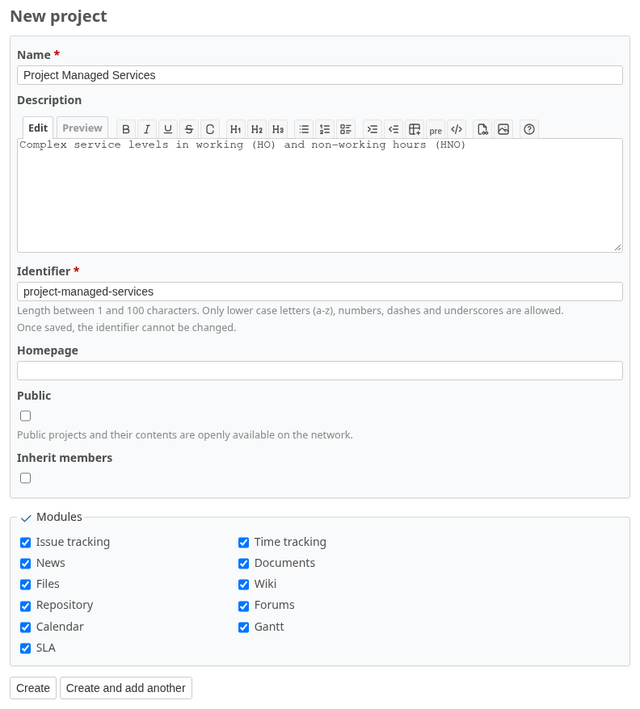 New project
Name *
Project Managed Services
Description
Edit Preview B I U S C H1 H2 H3 pre
Complex service levels in working (HO) and non-working hours (HNO)
Identifier *
project-managed-services
Length between 1 and 100 characters. Only lower case letters (a-z), numbers, dashes and underscores are allowed.
Once saved, the identifier cannot be changed.
Homepage
Public
Public projects and their contents are openly available on the network.
Inherit members
Modules
Issue tracking Time tracking
News Documents
Files Wiki
Repository Forums
Calendar Gantt
SLA
Create Create and add another